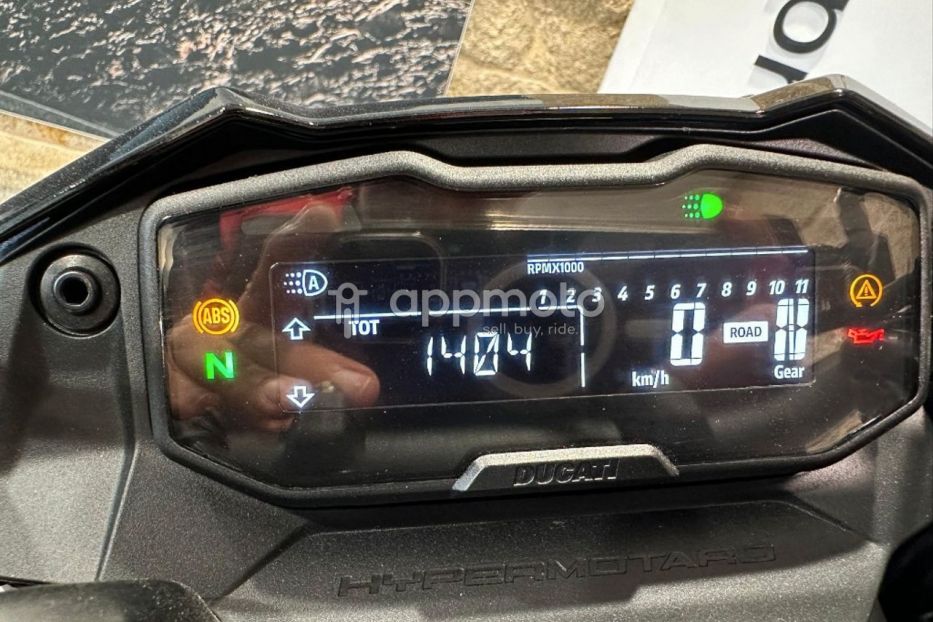 or
RPMX1000
1 2 3 4 5 6 7 8 9 10 11
A
appmoto
sell, buy, ride.
ABS
TOT
1404
0
ROAD
N
N
km/h
Gear
DUCATI
HYPERMOTARD